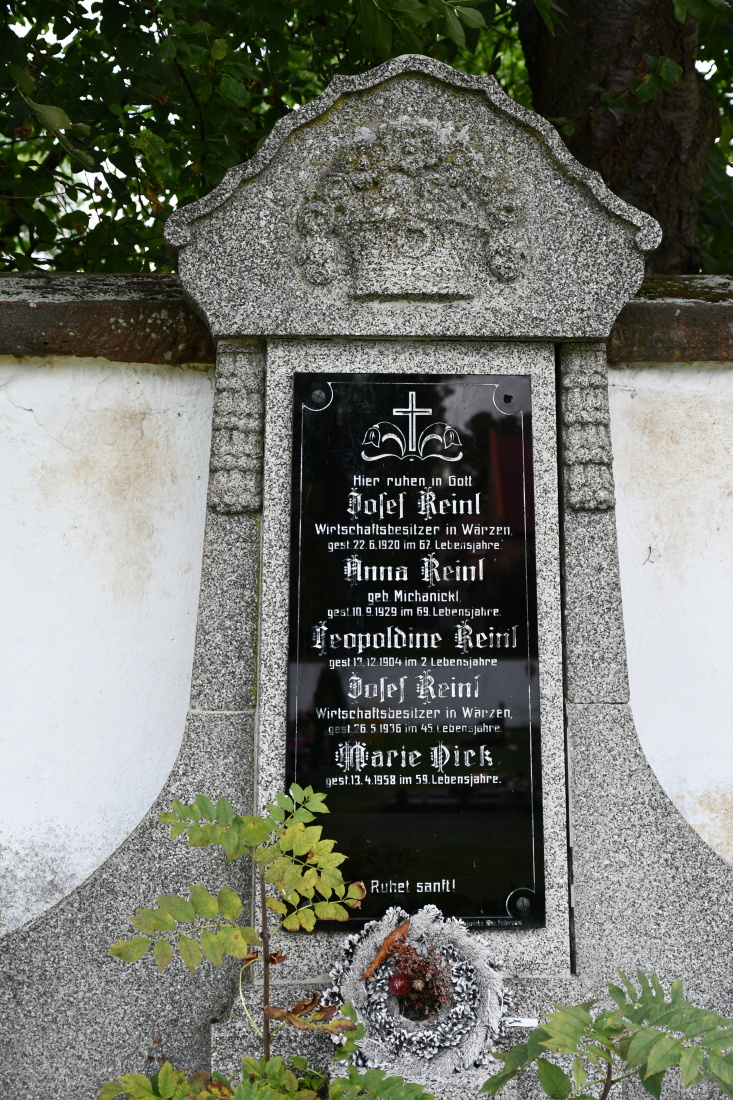 Hier ruhen in Gott
Josef Reinl
Wirtschaftsbesitzer in Wärzen,
gest. 22.6.1920 im 67. Lebensjahre.
Anna Reinl
geb. Michanickl
gest. 10.9.1929 im 69. Lebensjahre.
Leopoldine Reinl
gest. 13.12.1904 im 2 Lebensjahre
Josef Reinl
Wirtschaftsbesitzer in Wärzen,
gest. 26.5.1936 im 45. Lebensjahre.
Marie Dick
gest. 13.4.1958 im 59. Lebensjahre.
Ruhet sanft!